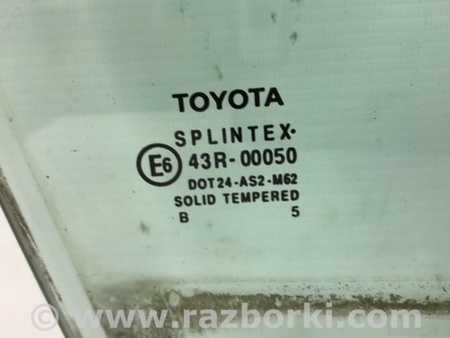 TOYOTA
SPLINTEX
E6 43R-00050
DOT24-AS2-M62
SOLID TEMPERED
B 5
© www.razborki.com